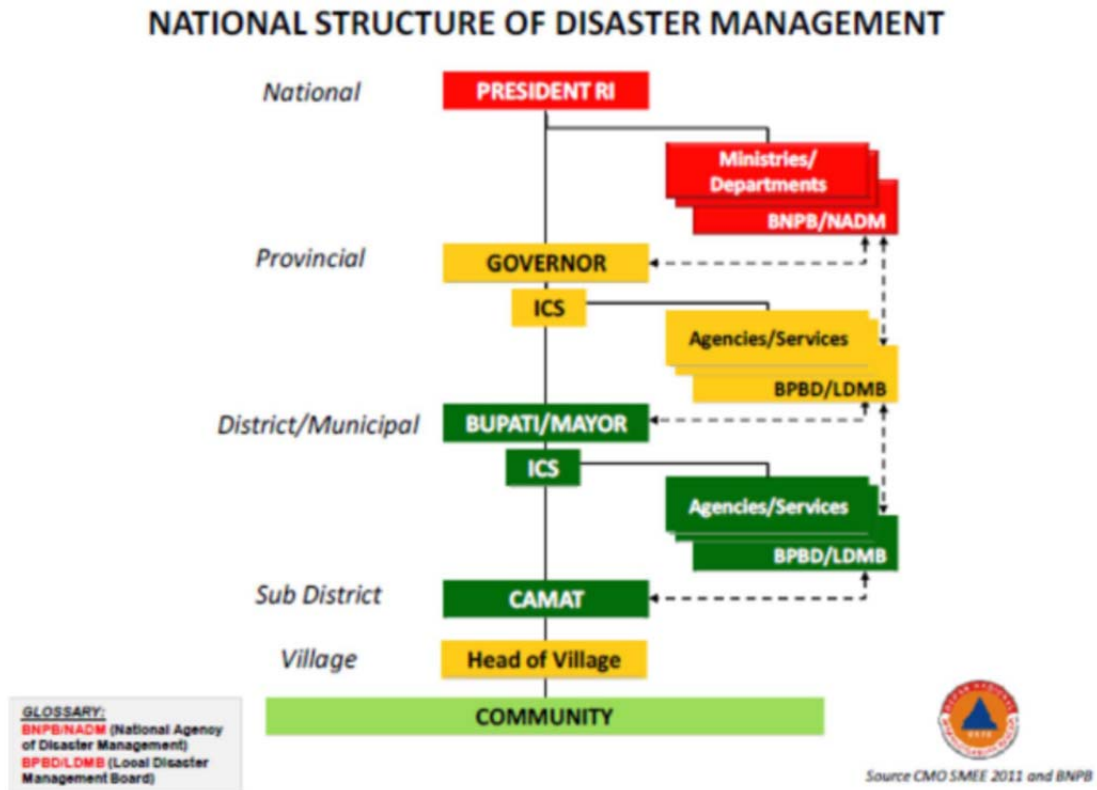 NATIONAL STRUCTURE OF DISASTER MANAGEMENT
National
PRESIDENT RI
Ministries/
Departments
BNPB/NADM
Provincial
GOVERNOR
ICS
Agencies/Services
BPBD/LDMB
District/Municipal
BUPATI/MAYOR
ICS
Agencies/Services
BPBD/LDMB
Sub District
CAMAT
Village
Head of Village
COMMUNITY
GLOSSARY:
BNPB/NADM (National Agency
of Disaster Management)
BPBD/LDMB (Local Disaster
Management Board)
Source CMO SMEE 2011 and BNPB